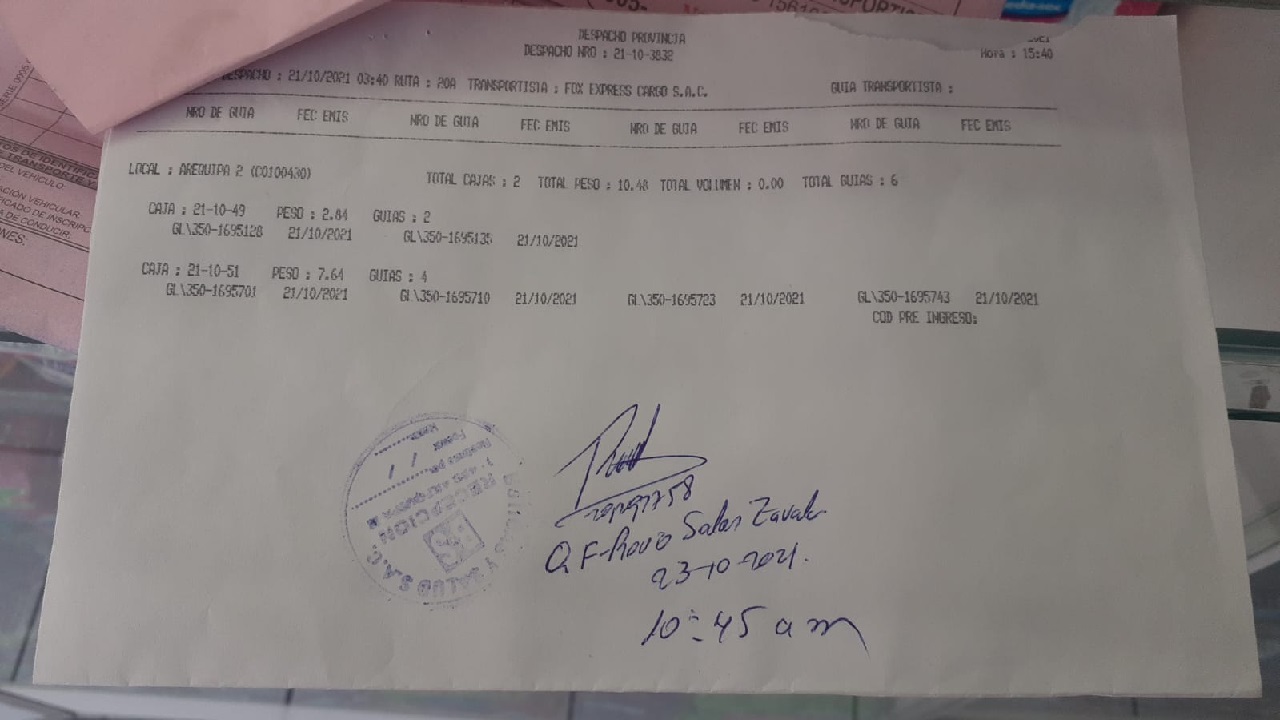 DESPACHO PROVINCIA
DESPACHO NRO : 21-10-3832
Hora : 15:40
DESPACHO : 21/10/2021 03:40 RUTA : 20A TRANSPORTISTA : FOX EXPRESS CARGO S.A.C. GUIA TRANSPORTISTA :
NRO DE GUIA FEC EMIS NRO DE GUIA FEC EMIS NRO DE GUIA FEC EMIS NRO DE GUIA FEC EMIS
LOCAL : AREQUIPA 2 (C0100430) TOTAL CAJAS : 2 TOTAL PESO : 10.48 TOTAL VOLUMEN : 0.00 TOTAL GUIAS : 6
CAJA : 21-10-49 PESO : 2.84 GUIAS : 2
GL\350-1695128 21/10/2021 GL\350-1695135 21/10/2021
CAJA : 21-10-51 PESO : 7.64 GUIAS : 4
GL\350-1695701 21/10/2021 GL\350-1695710 21/10/2021 GL\350-1695723 21/10/2021 GL\350-1695743 21/10/2021
COD PRE INGRESO:
Y SALUD S.A.C.
BS
RECEPCION
Q F
23-10-2021.
10:45 am